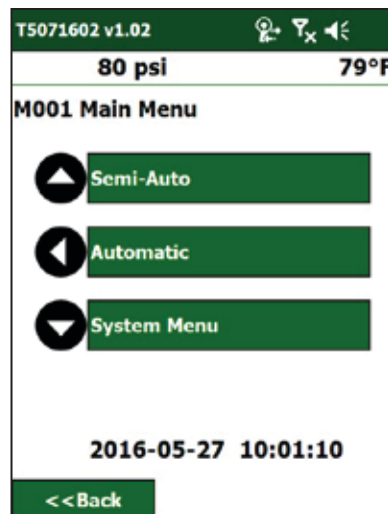 T5071602 v1.02
80 psi 79°F
M001 Main Menu
Semi-Auto
Automatic
System Menu
2016-05-27 10:01:10
<<Back